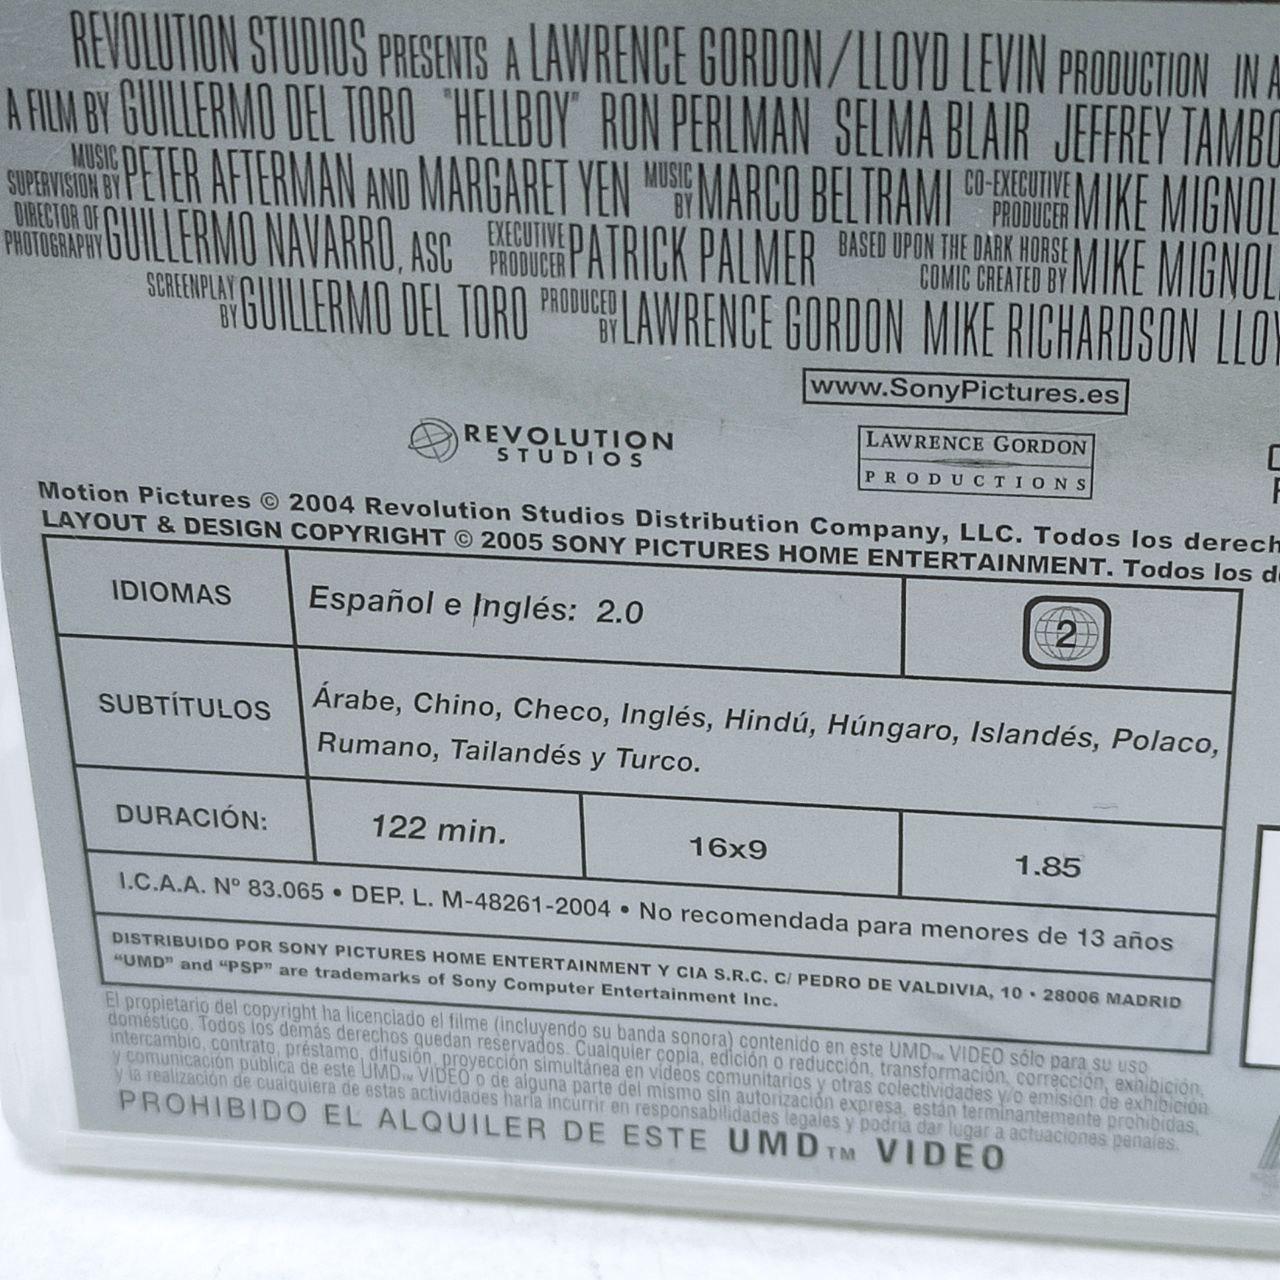 REVOLUTION STUDIOS PRESENTS A LAWRENCE GORDON/LLOYD LEVIN PRODUCTION IN A
A FILM BY GUILLERMO DEL TORO "HELLBOY" RON PERLMAN SELMA BLAIR JEFFREY TAMBO
MUSIC SUPERVISION BY PETER AFTERMAN AND MARGARET YEN MUSIC BY MARCO BELTRAMI CO-EXECUTIVE PRODUCER MIKE MIGNOL
DIRECTOR OF PHOTOGRAPHY GUILLERMO NAVARRO, ASC EXECUTIVE PRODUCER PATRICK PALMER BASED UPON THE DARK HORSE COMIC CREATED BY MIKE MIGNOL
SCREENPLAY BY GUILLERMO DEL TORO PRODUCED BY LAWRENCE GORDON MIKE RICHARDSON LLOY
www.SonyPictures.es
REVOLUTION
STUDIOS
LAWRENCE GORDON
PRODUCTIONS
Motion Pictures © 2004 Revolution Studios Distribution Company, LLC. Todos los derech
LAYOUT & DESIGN COPYRIGHT © 2005 SONY PICTURES HOME ENTERTAINMENT. Todos los d
IDIOMAS Español e Inglés: 2.0 2
SUBTÍTULOS Árabe, Chino, Checo, Inglés, Hindú, Húngaro, Islandés, Polaco,
Rumano, Tailandés y Turco.
DURACIÓN: 122 min. 16x9 1.85
I.C.A.A. Nº 83.065 • DEP. L. M-48261-2004 • No recomendada para menores de 13 años
DISTRIBUIDO POR SONY PICTURES HOME ENTERTAINMENT Y CIA S.R.C. C/ PEDRO DE VALDIVIA, 10 • 28006 MADRID
“UMD” and “PSP” are trademarks of Sony Computer Entertainment Inc.
El propietario del copyright ha licenciado el filme (incluyendo su banda sonora) contenido en este UMD™ VIDEO sólo para su uso
doméstico. Todos los demás derechos quedan reservados. Cualquier copia, edición o reducción, transformación, corrección, exhibición,
intercambio, contrato, préstamo, difusión, proyección simultánea en vídeos comunitarios y otras colectividades y/o emisión de exhibición
y comunicación pública de este UMD™ VIDEO o de alguna parte del mismo sin autorización expresa, están terminantemente prohibidas,
y la realización de cualquiera de estas actividades haría incurrir en responsabilidades legales y podría dar lugar a actuaciones penales.
PROHIBIDO EL ALQUILER DE ESTE UMD™ VIDEO